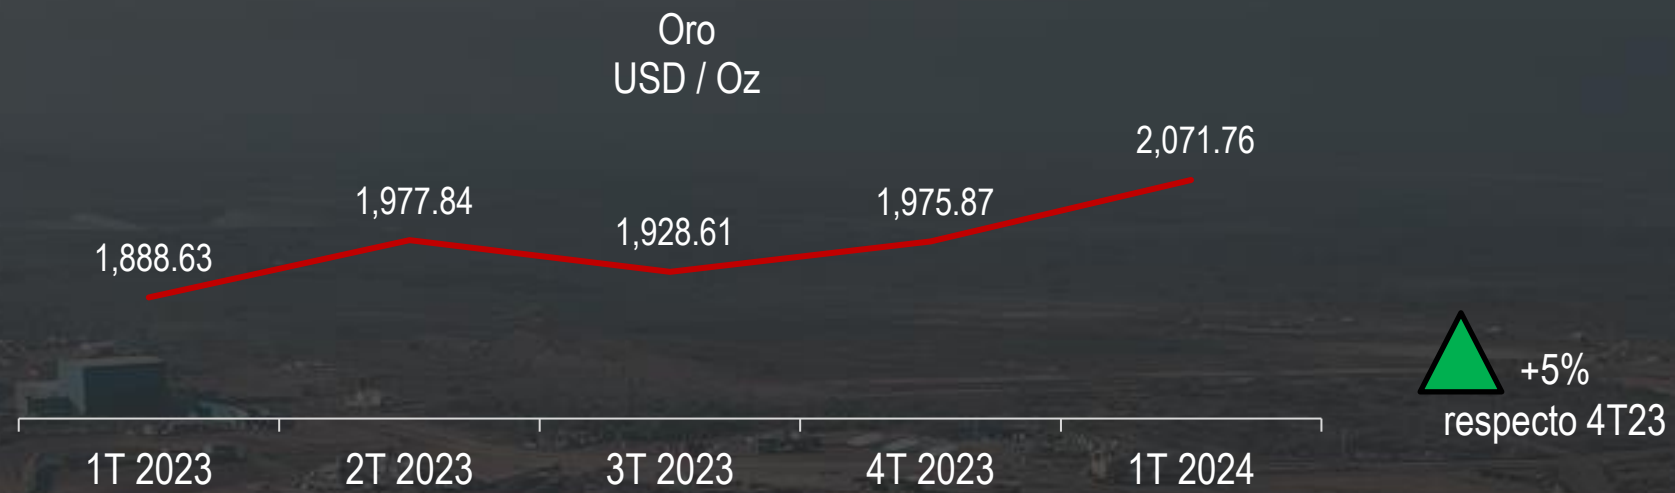 Oro
USD / Oz
1,888.63
1,977.84
1,928.61
1,975.87
2,071.76
+5%
respecto 4T23
1T 2023
2T 2023
3T 2023
4T 2023
1T 2024